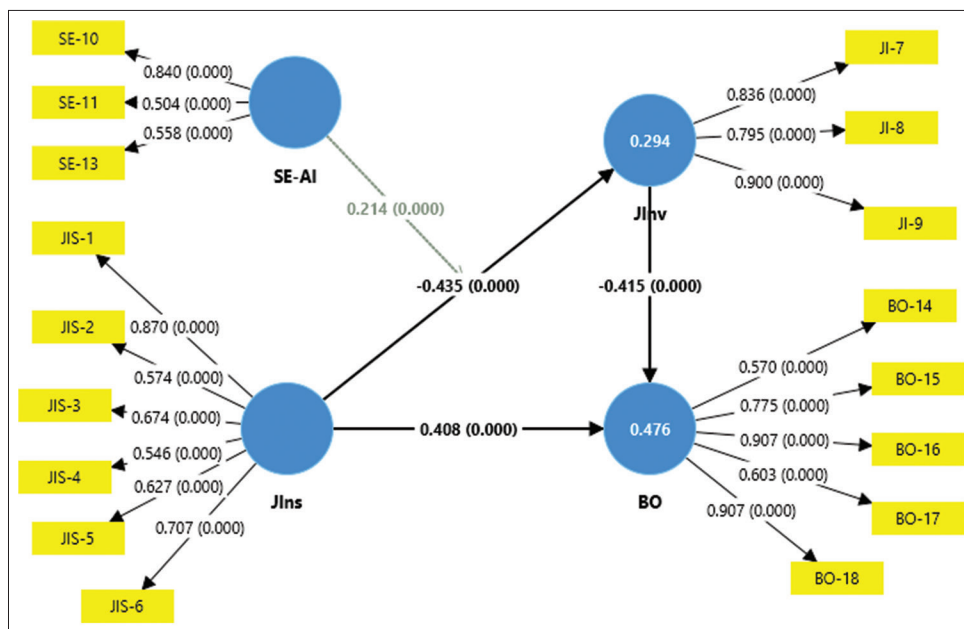 SE-10
0.840 (0.000)
SE-11
0.504 (0.000)
SE-13
0.558 (0.000)
SE-AI
0.214 (0.000)
JI-7
0.836 (0.000)
JI-8
0.795 (0.000)
0.294
JI-9
0.900 (0.000)
JInv
JIS-1
0.870 (0.000)
JIS-2
0.574 (0.000)
JIS-3
0.674 (0.000)
JIS-4
0.546 (0.000)
JIS-5
0.627 (0.000)
JIS-6
0.707 (0.000)
JIns
-0.435 (0.000)
-0.415 (0.000)
0.408 (0.000)
BO-14
0.570 (0.000)
BO-15
0.775 (0.000)
BO-16
0.907 (0.000)
0.476
BO-17
0.603 (0.000)
BO
BO-18
0.907 (0.000)